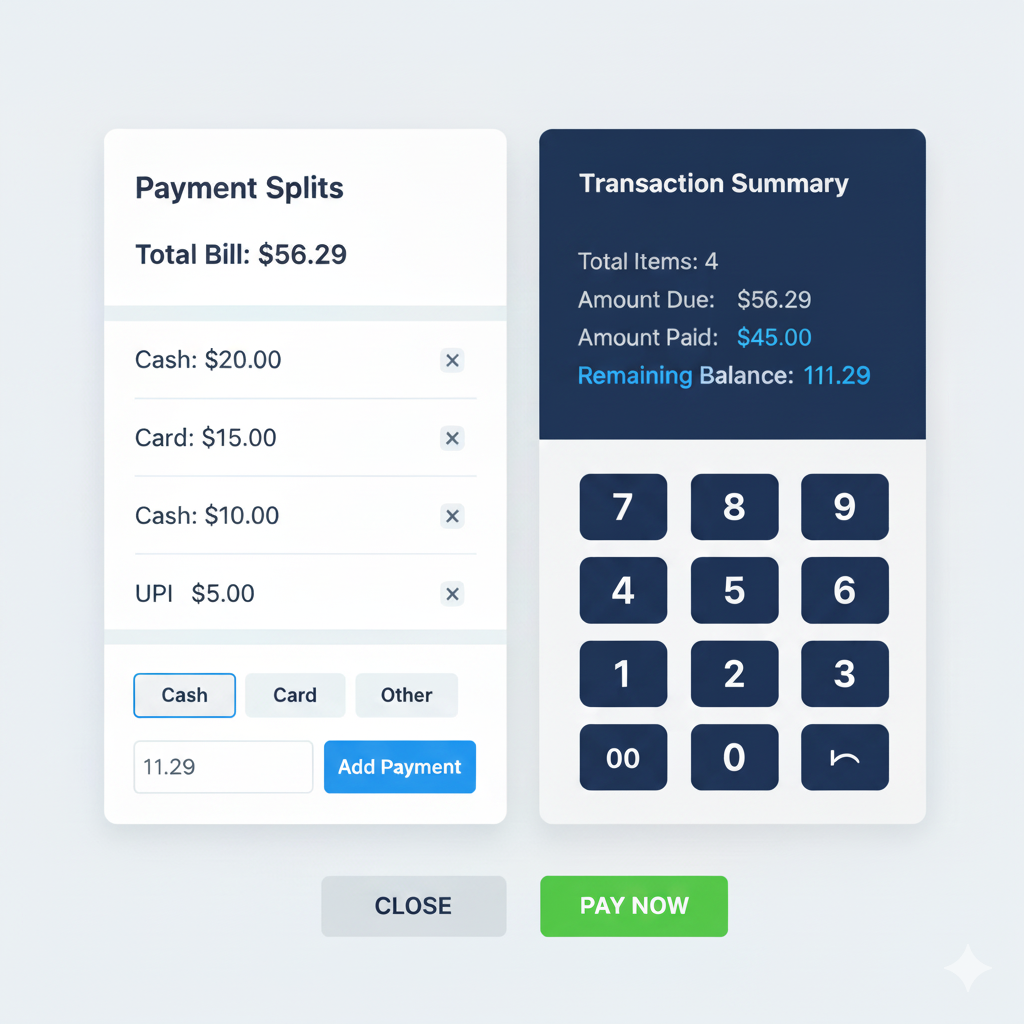 Payment Splits
Total Bill: $56.29
Cash: $20.00 ×
Card: $15.00 ×
Cash: $10.00 ×
UPI $5.00 ×
Cash Card Other
11.29 Add Payment
Transaction Summary
Total Items: 4
Amount Due: $56.29
Amount Paid: $45.00
Remaining Balance: 111.29
7 8 9
4 5 6
1 2 3
00 0
CLOSE PAY NOW